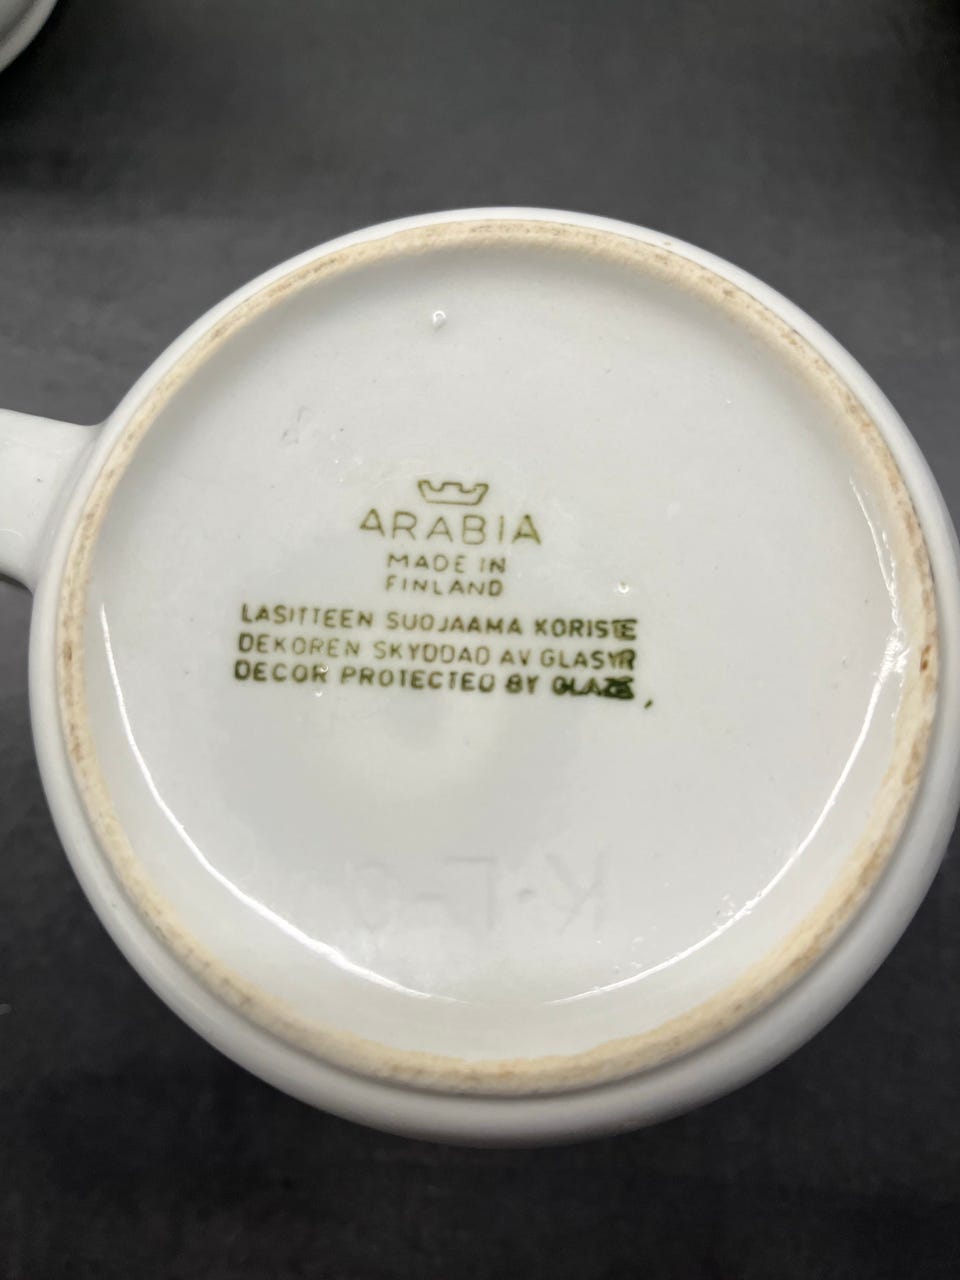 ARABIA
MADE IN
FINLAND
LASITTEEN SUOJAAMA KORISTE
DEKOREN SKYDDAD AV GLASYR
DECOR PROTECTED BY GLAZE